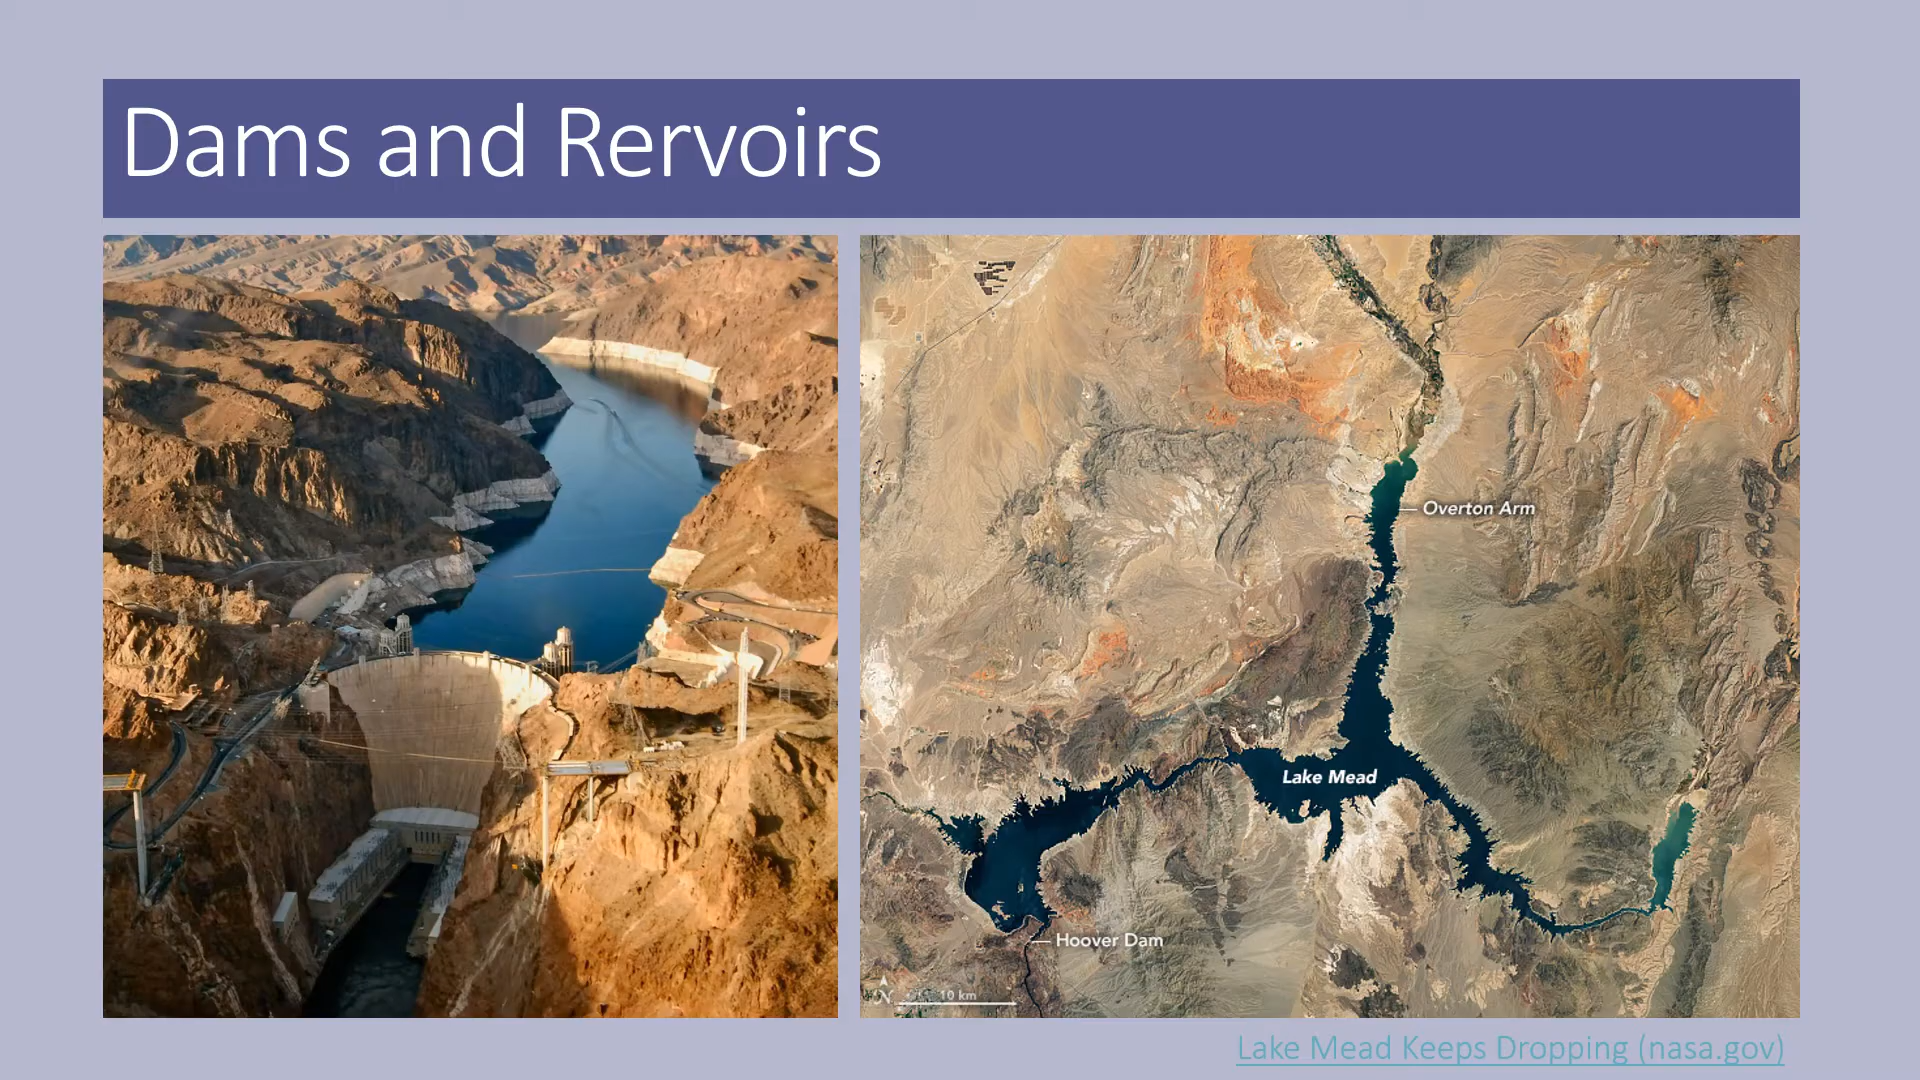 Dams and Rervoirs
Overton Arm
Lake Mead
Hoover Dam
N
10 km
Lake Mead Keeps Dropping (nasa.gov)